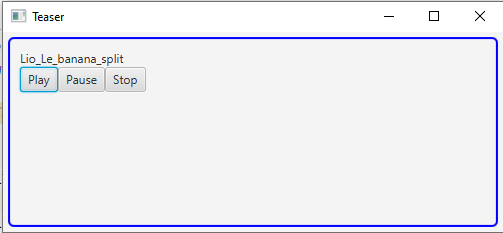 Teaser
Lio_Le_banana_split
Play Pause Stop